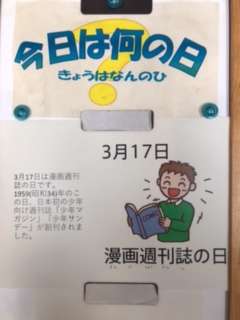 今日は何の日
きょうはなんのひ
?
3月17日
3月17日は漫画週刊
誌の日です。
1959(昭和34)年のこ
の日、日本初の少年
向け週刊誌「少年マ
ガジン」「少年サン
デー」が創刊されま
した。
漫画週刊誌の日